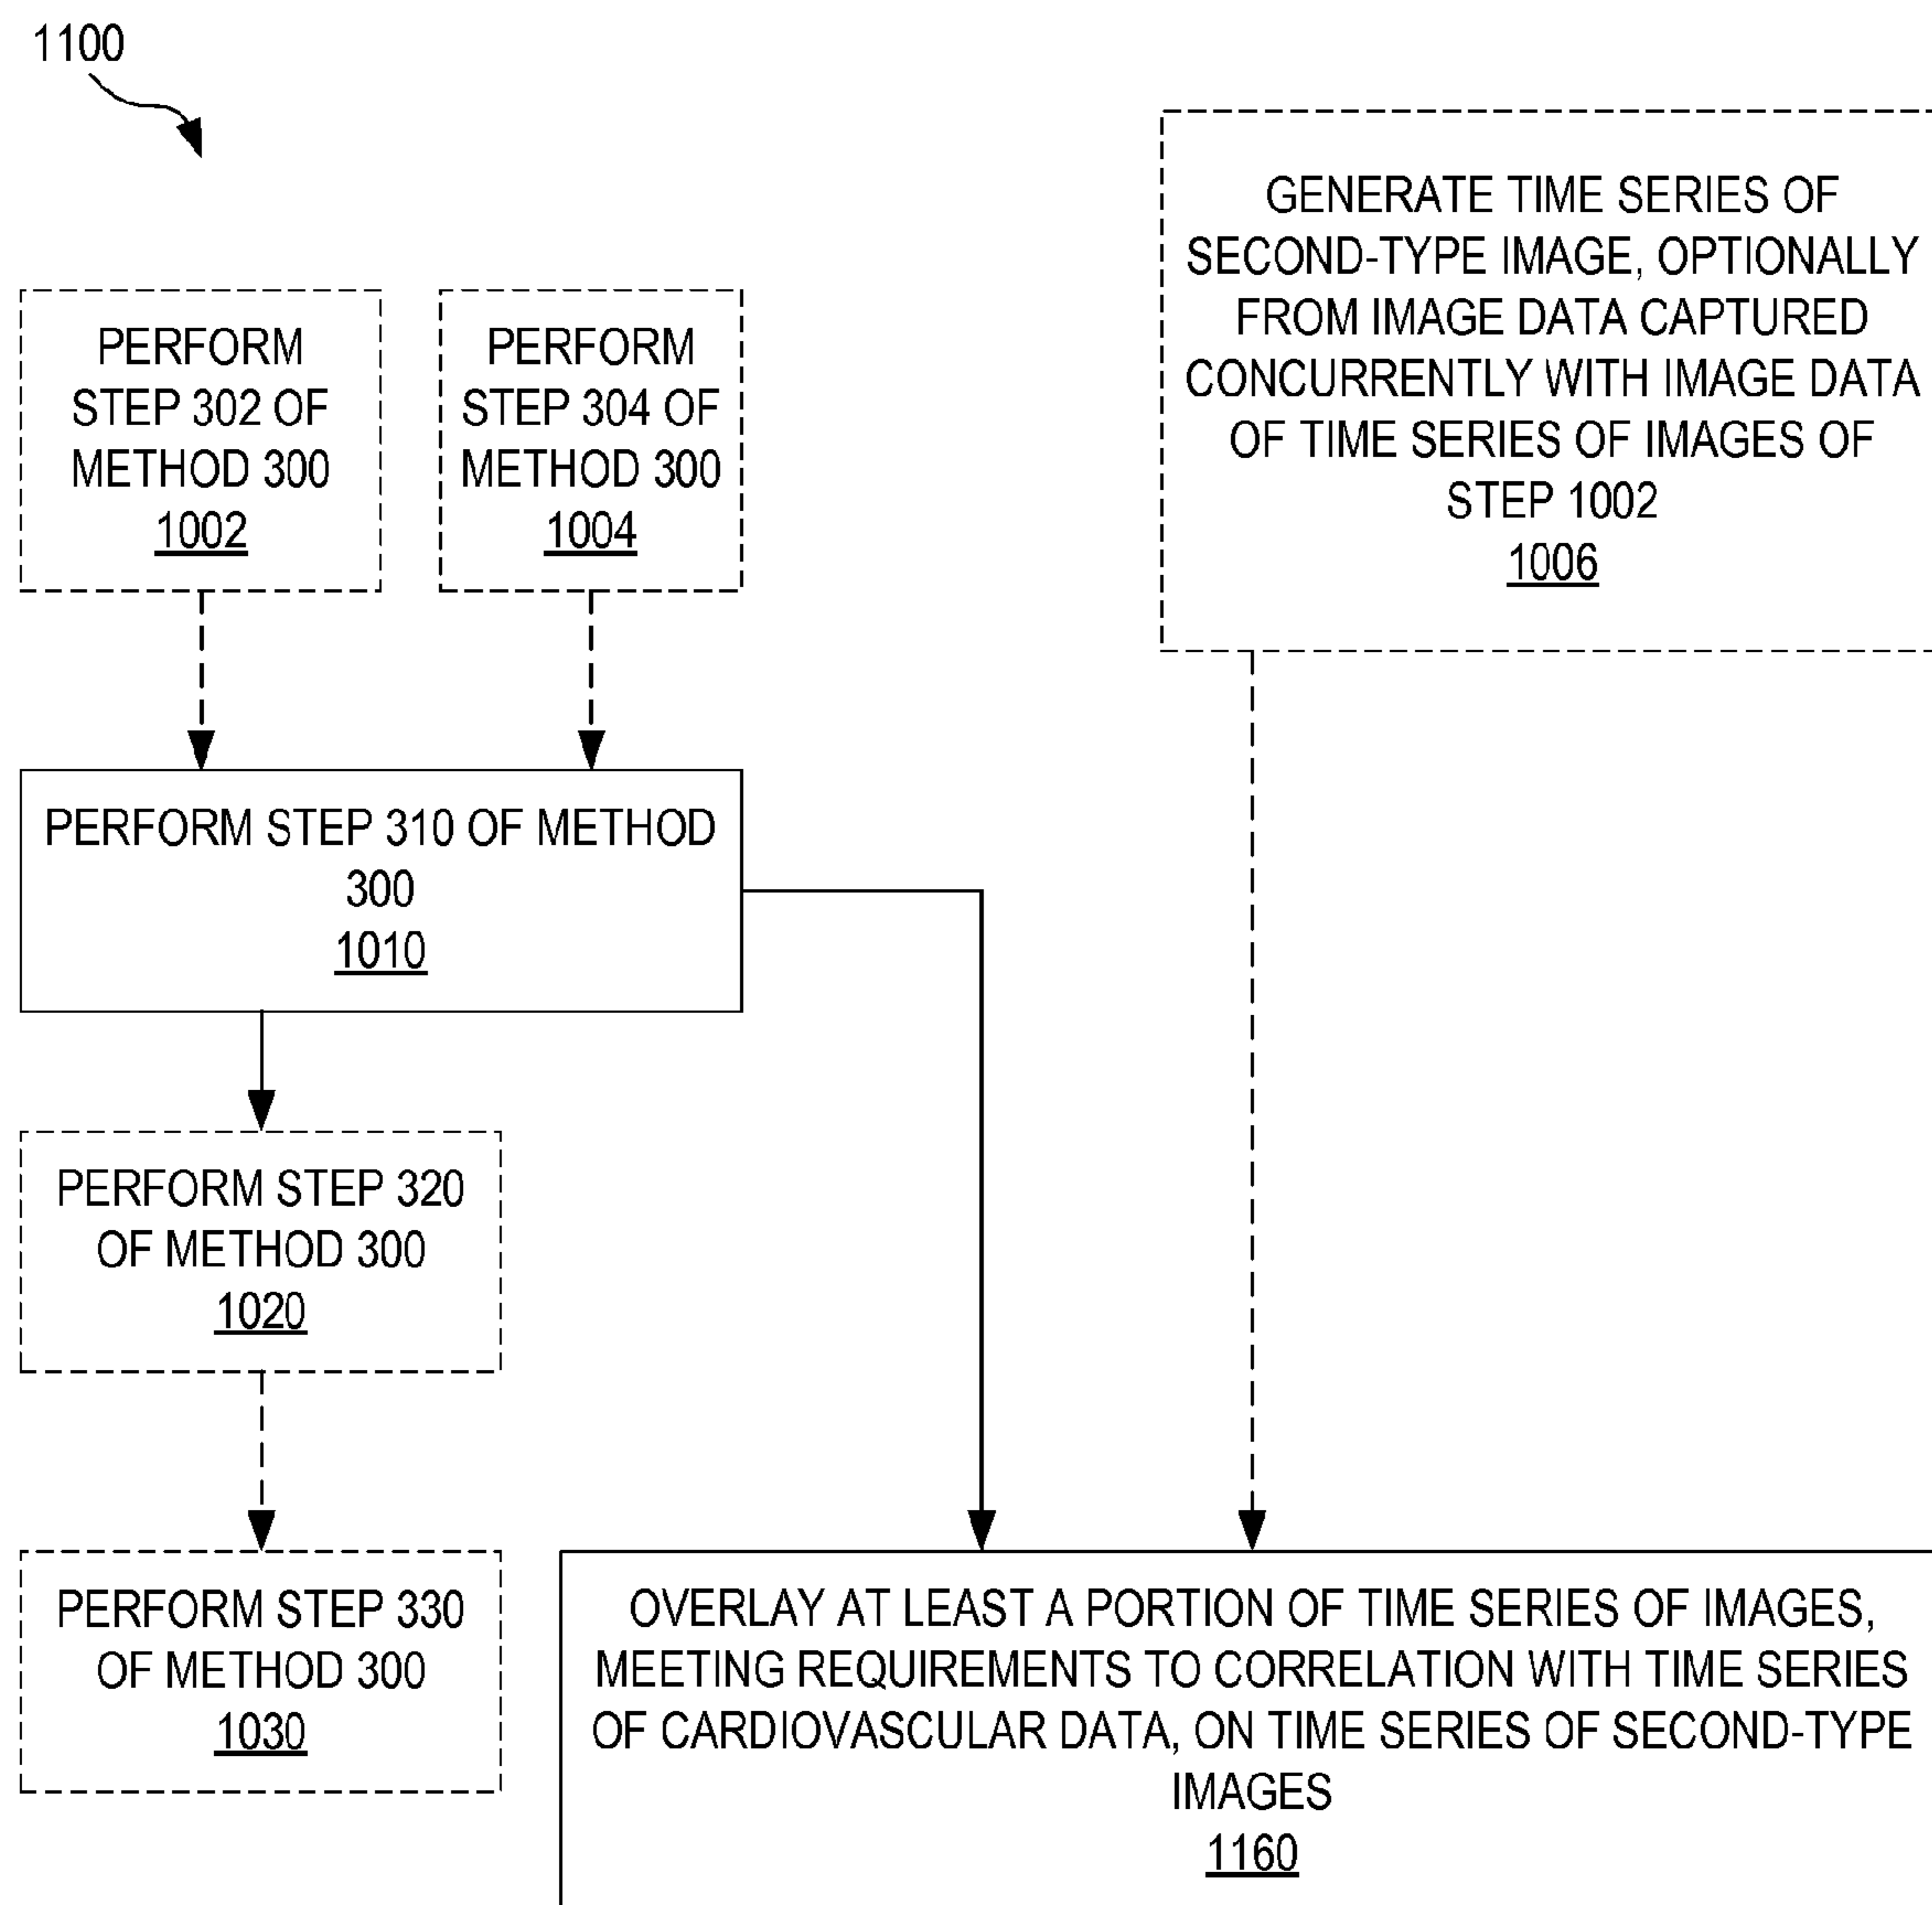 1100
PERFORM
STEP 302 OF
METHOD 300
1002
PERFORM
STEP 304 OF
METHOD 300
1004
GENERATE TIME SERIES OF
SECOND-TYPE IMAGE, OPTIONALLY
FROM IMAGE DATA CAPTURED
CONCURRENTLY WITH IMAGE DATA
OF TIME SERIES OF IMAGES OF
STEP 1002
1006
PERFORM STEP 310 OF METHOD
300
1010
PERFORM STEP 320
OF METHOD 300
1020
PERFORM STEP 330
OF METHOD 300
1030
OVERLAY AT LEAST A PORTION OF TIME SERIES OF IMAGES,
MEETING REQUIREMENTS TO CORRELATION WITH TIME SERIES
OF CARDIOVASCULAR DATA, ON TIME SERIES OF SECOND-TYPE
IMAGES
1160